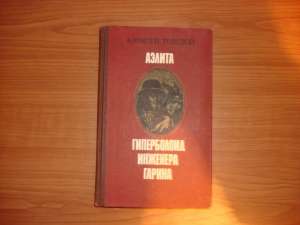 АЛЕКСЕЙ ТОЛСТОЙ
АЭЛИТА
ГИПЕРБОЛОИД
ИНЖЕНЕРА
ГАРИНА